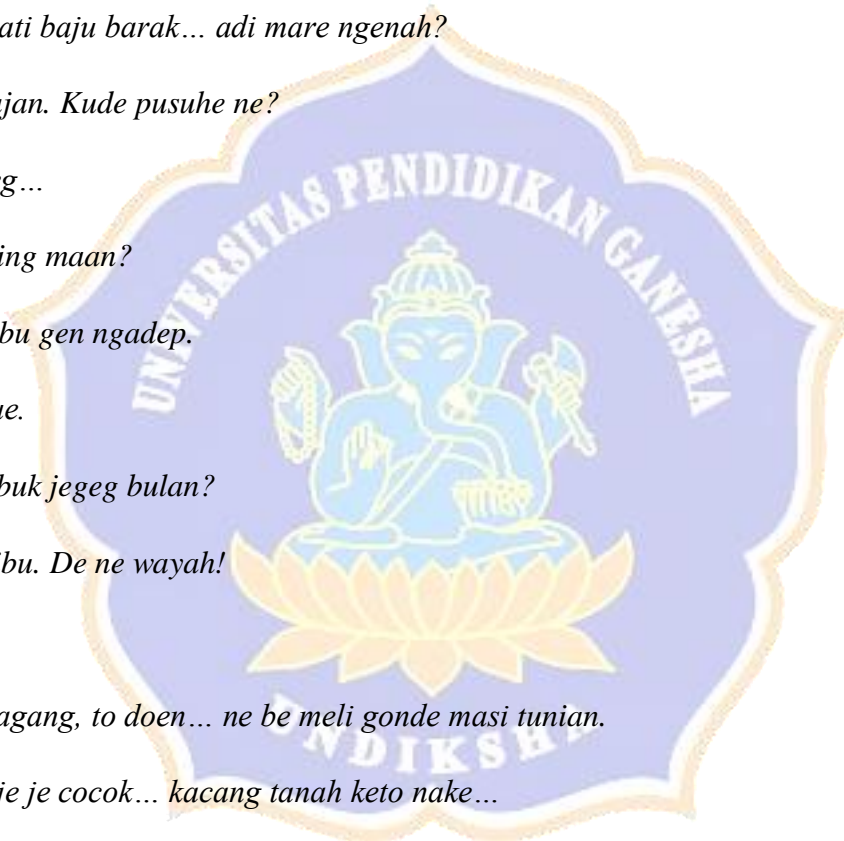 ati baju barak… adi mare ngenah?
jan. Kude pusuhe ne?
g…
ing maan?
bu gen ngadep.
ue.
buk jegeg bulan?
ibu. De ne wayah!
agang, to doen… ne be meli gonde masi tunian.
je je cocok… kacang tanah keto nake…
UNIVERSITAS PENDIDIKAN GANESHA
UNDIKSHA